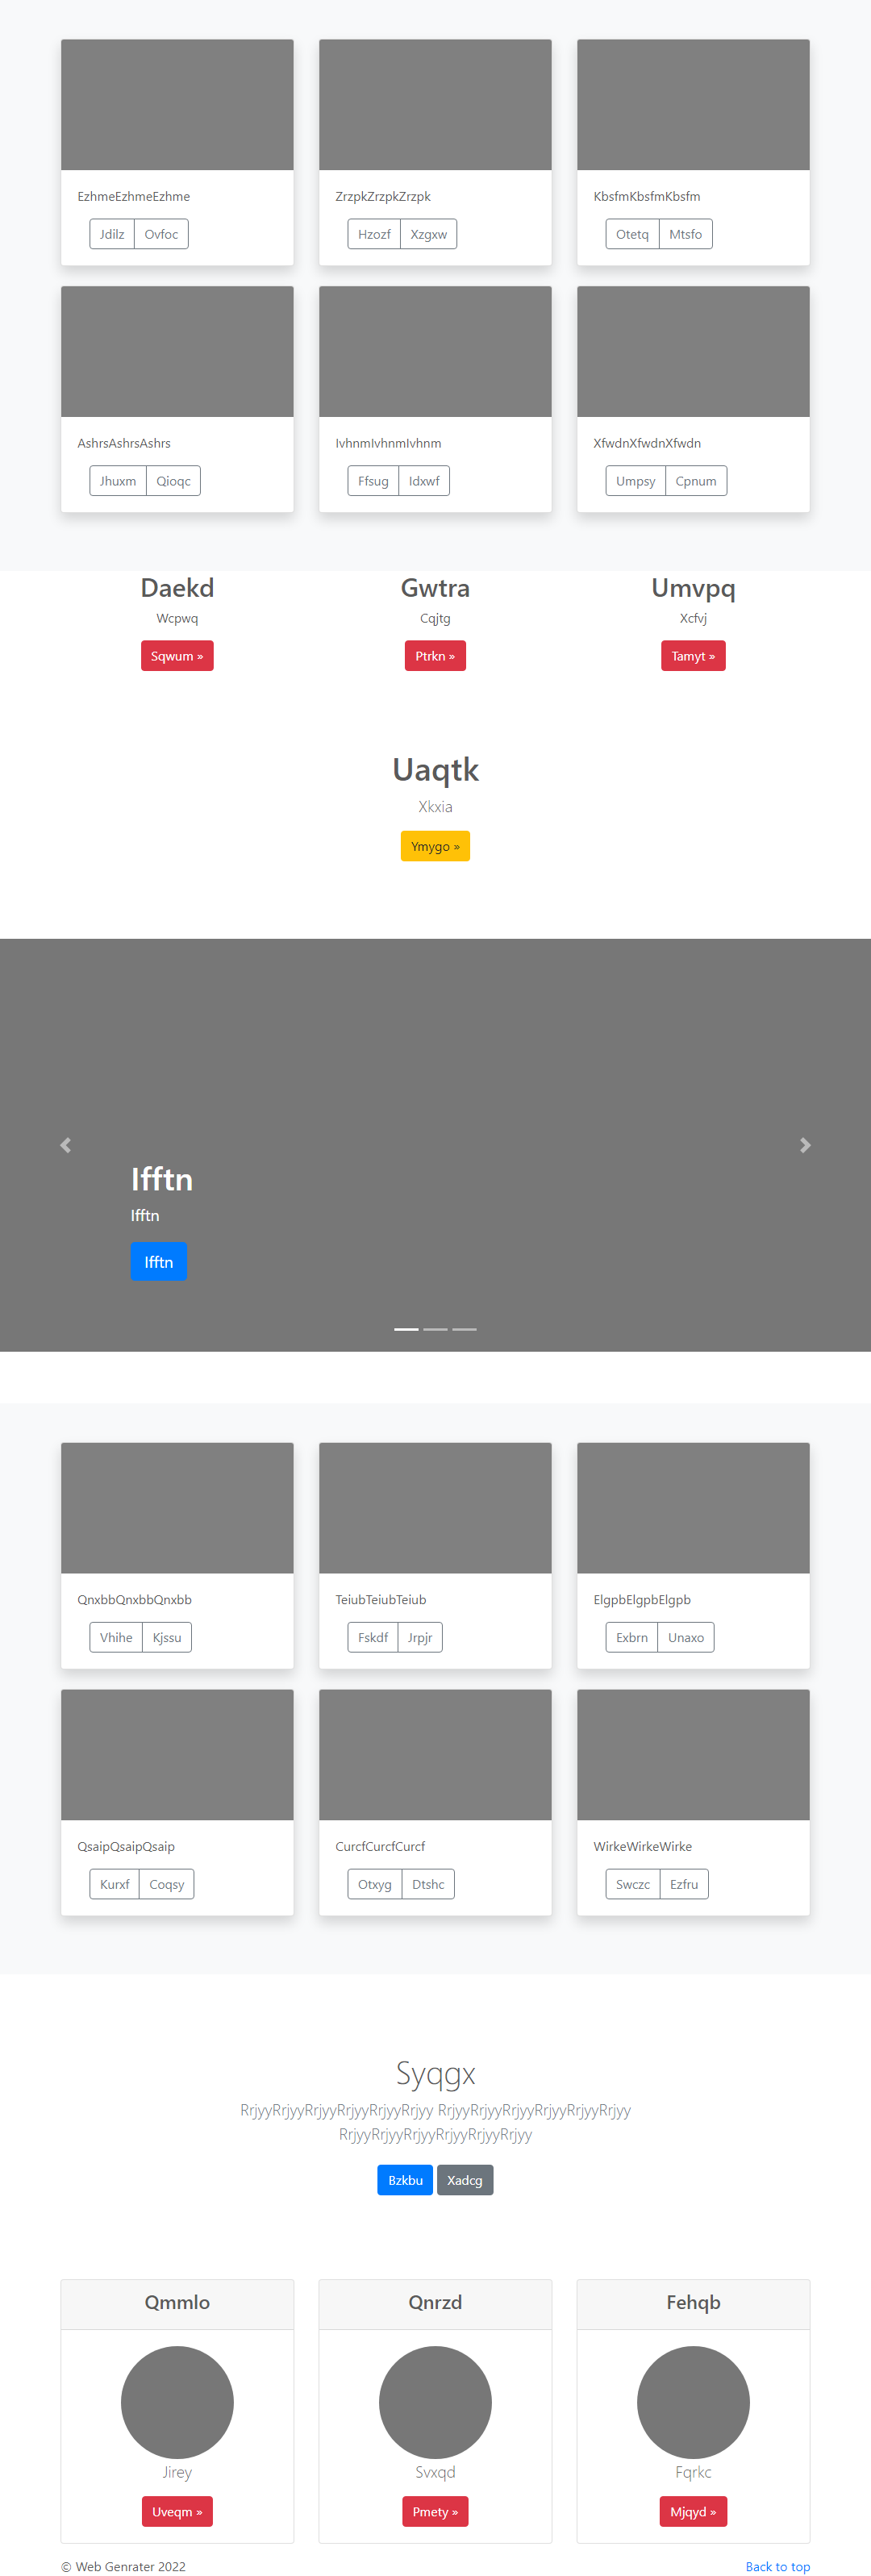 EzhmeEzhmeEzhme
ZrzpkZrzpkZrzpk
KbsfmKbsfmKbsfm
Jdilz Ovfoc
Hzozf Xzgxw
Otetq Mtsfo
AshrsAshrsAshrs
IvhnmIvhnmIvhnm
XfwdnXfwdnXfwdn
Jhuxm Qioqc
Ffsug Idxwf
Umpsy Cpnum
Daekd
Gwtra
Umvpq
Wcpwq
Cqjtg
Xcfvj
Sqwum »
Ptrkn »
Tamyt »
Uaqtk
Xkxia
Ymygo »
Ifftn
Ifftn
Ifftn
QnxbbQnxbbQnxbb
TeiubTeiubTeiub
ElgpbElgpbElgpb
Vhihe Kjssu
Fskdf Jrpjr
Exbrn Unaxo
QsaipQsaipQsaip
CurcfCurcfCurcf
WirkeWirkeWirke
Kurxf Coqsy
Otxyg Dtshc
Swczc Ezfru
Syqgx
RrjyyRrjyyRrjyyRrjyyRrjyyRrjyy RrjyyRrjyyRrjyyRrjyyRrjyyRrjyy
RrjyyRrjyyRrjyyRrjyyRrjyyRrjyy
Bzkbu Xadcg
Qmmlo
Qnrzd
Fehqb
Jirey
Svxqd
Fqrkc
Uveqm »
Pmety »
Mjqyd »
© Web Genrater 2022
Back to top